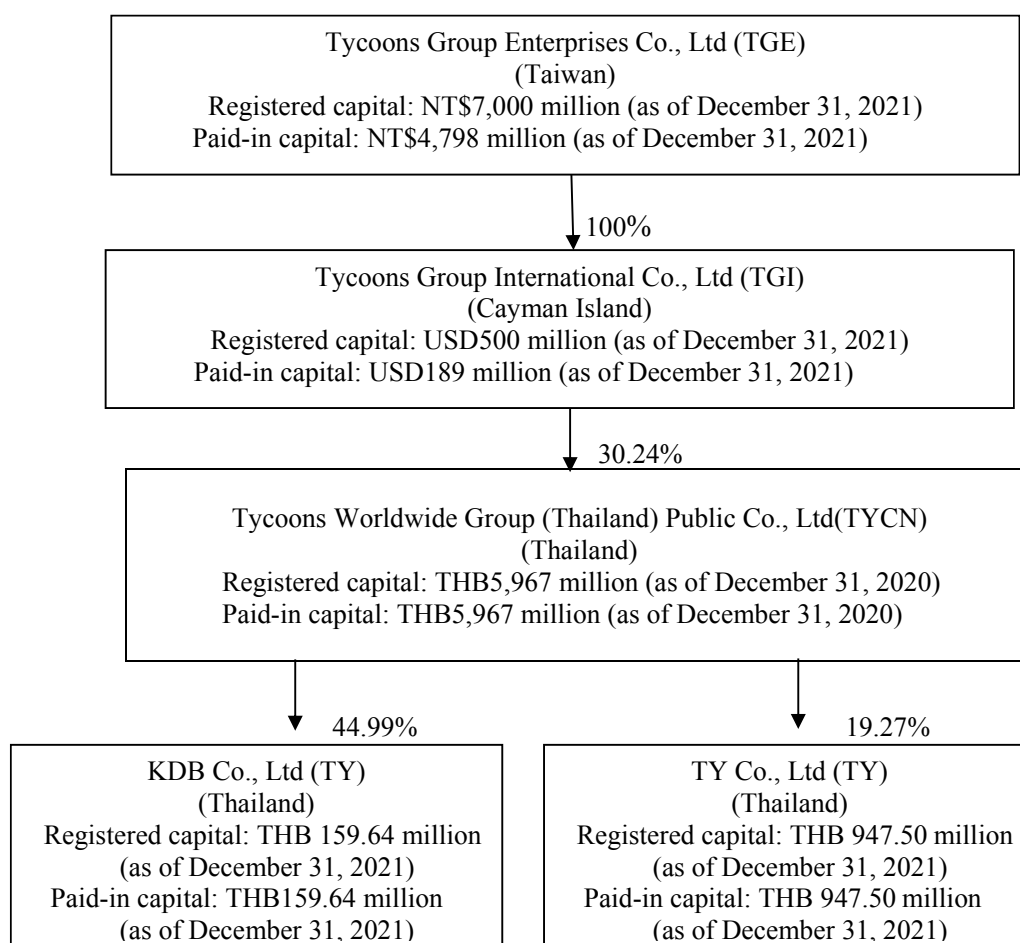 Tycoons Group Enterprises Co., Ltd (TGE)
(Taiwan)
Registered capital: NT$7,000 million (as of December 31, 2021)
Paid-in capital: NT$4,798 million (as of December 31, 2021)
100%
Tycoons Group International Co., Ltd (TGI)
(Cayman Island)
Registered capital: USD500 million (as of December 31, 2021)
Paid-in capital: USD189 million (as of December 31, 2021)
30.24%
Tycoons Worldwide Group (Thailand) Public Co., Ltd(TYCN)
(Thailand)
Registered capital: THB5,967 million (as of December 31, 2020)
Paid-in capital: THB5,967 million (as of December 31, 2020)
44.99%
KDB Co., Ltd (TY)
(Thailand)
Registered capital: THB 159.64 million
(as of December 31, 2021)
Paid-in capital: THB159.64 million
(as of December 31, 2021)
19.27%
TY Co., Ltd (TY)
(Thailand)
Registered capital: THB 947.50 million
(as of December 31, 2021)
Paid-in capital: THB 947.50 million
(as of December 31, 2021)